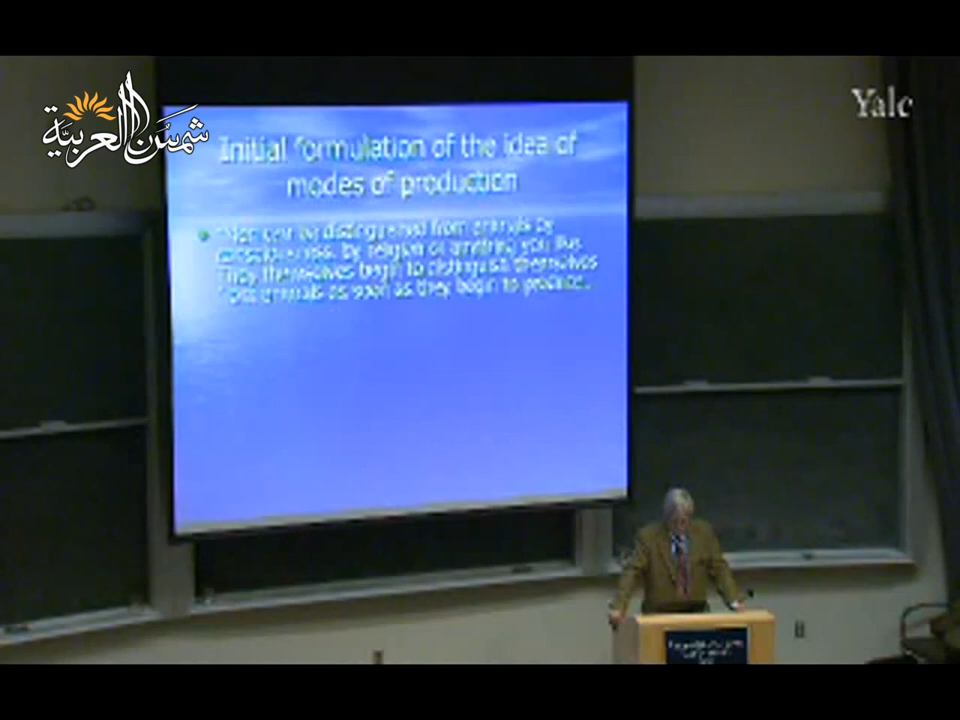 شمس العربية
Yale
Initial formulation of the idea of
modes of production
"Men can be distinguished from animals by
consciousness, by religion or anything you like.
They themselves begin to distinguish themselves
from animals as soon as they begin to produce.